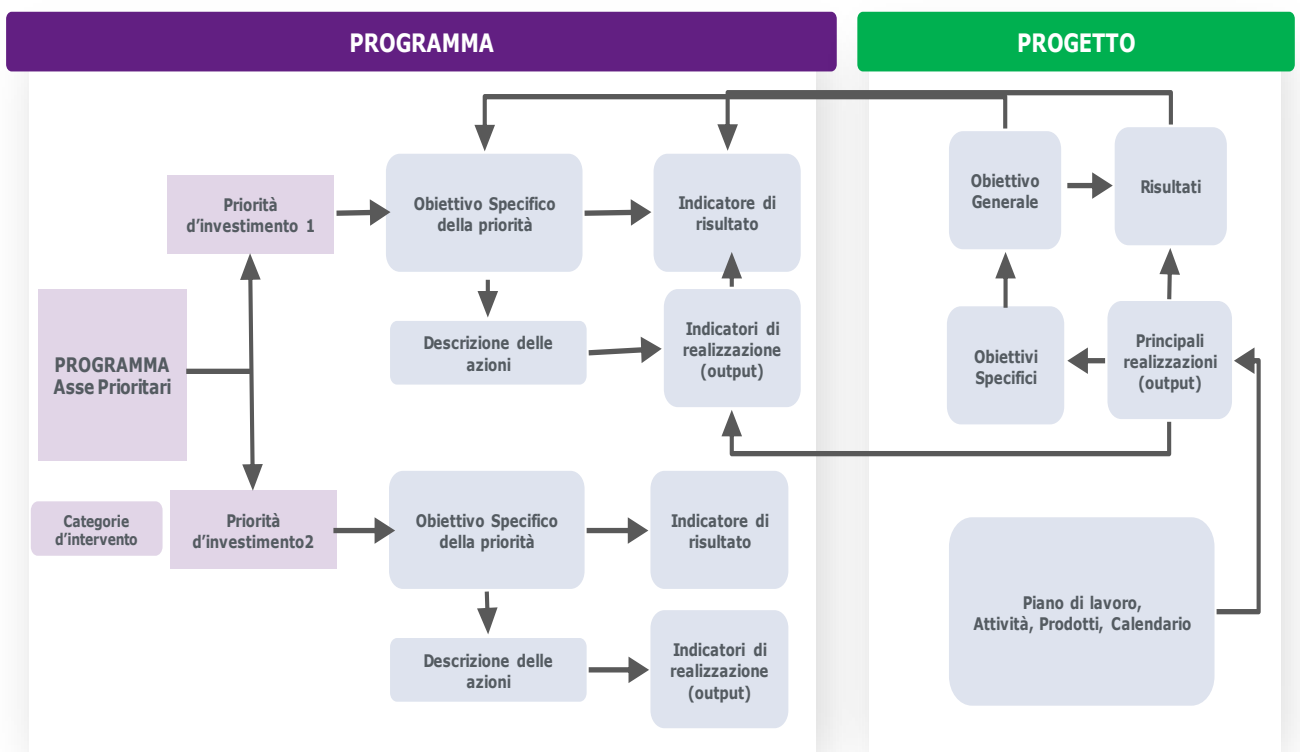 PROGRAMMA
PROGETTO
Priorità
d'investimento 1
Obiettivo Specifico
della priorità
Indicatore di
risultato
Obiettivo
Generale
Risultati
PROGRAMMA
Asse Prioritari
Descrizione delle
azioni
Indicatori di
realizzazione
(output)
Obiettivi
Specifici
Principali
realizzazioni
(output)
Categorie
d'intervento
Priorità
d'investimento2
Obiettivo Specifico
della priorità
Indicatore di
risultato
Piano di lavoro,
Attività, Prodotti, Calendario
Descrizione delle
azioni
Indicatori di
realizzazione
(output)